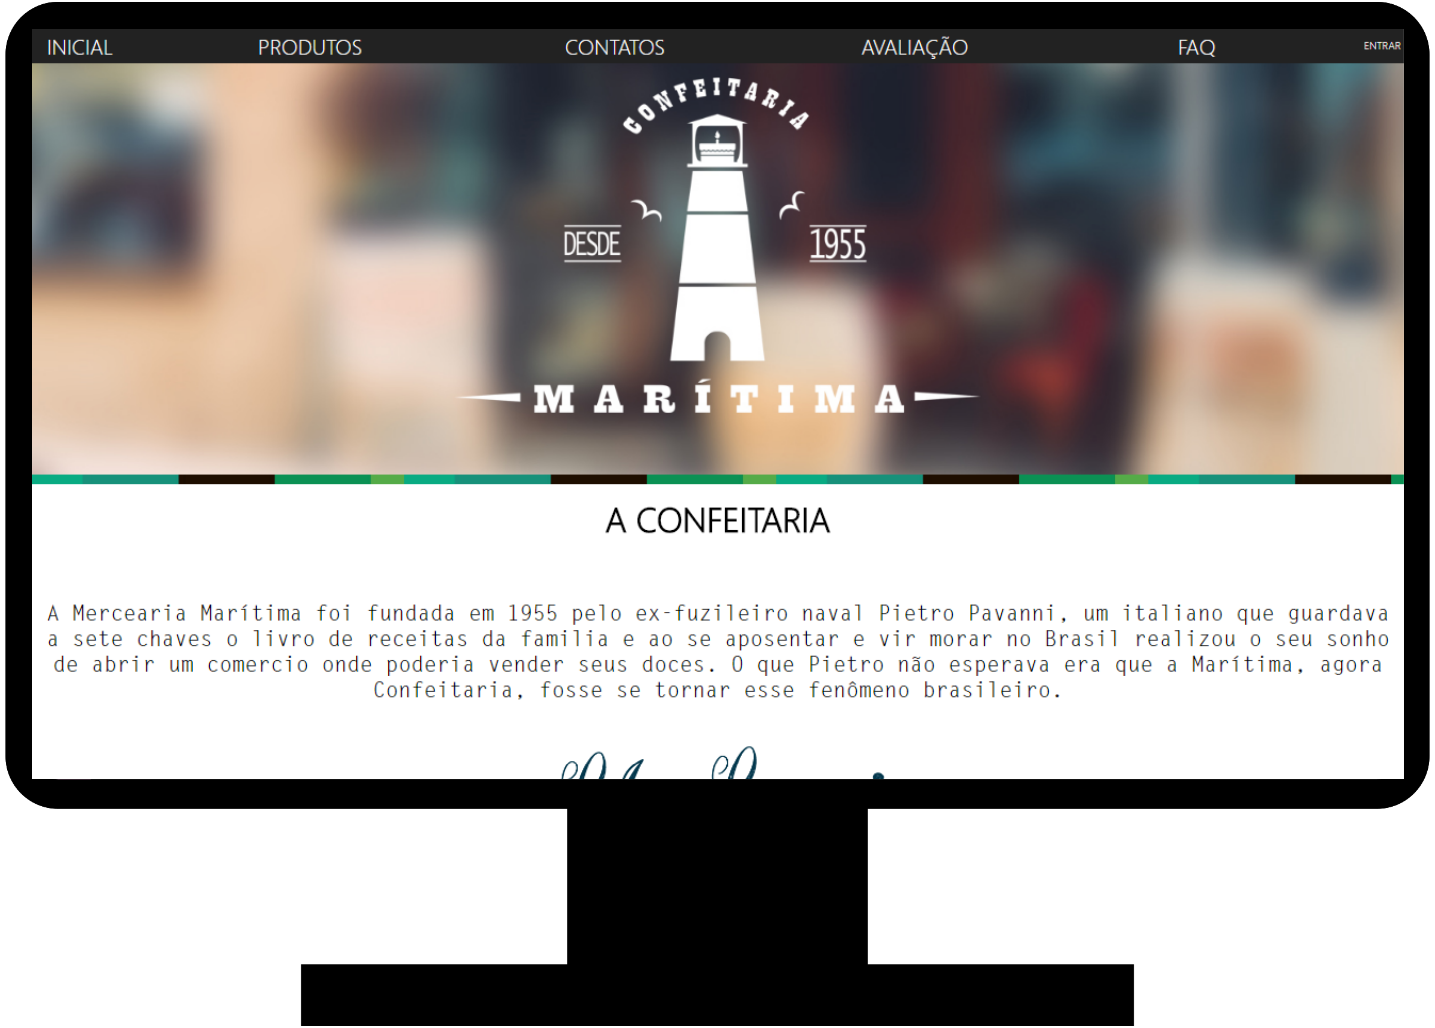 INICIAL PRODUTOS CONTATOS AVALIAÇÃO FAQ ENTRAR
CONFEITARIA
DESDE 1955
MARÍTIMA
A CONFEITARIA
A Mercearia Marítima foi fundada em 1955 pelo ex-fuzileiro naval Pietro Pavanni, um italiano que guardava
a sete chaves o livro de receitas da familia e ao se aposentar e vir morar no Brasil realizou o seu sonho
de abrir um comercio onde poderia vender seus doces. O que Pietro não esperava era que a Marítima, agora
Confeitaria, fosse se tornar esse fenômeno brasileiro.